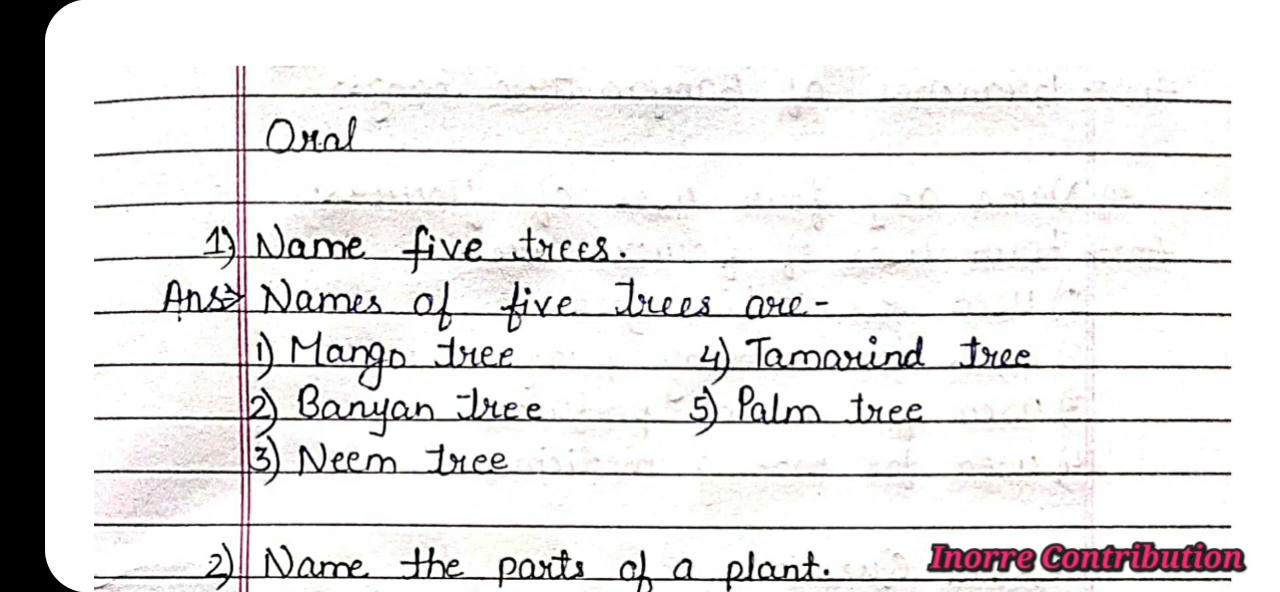 Oral
1) Name five trees.
Ans⇒ Names of five trees are-
1) Mango tree 4) Tamarind tree
2) Banyan tree 5) Palm tree
3) Neem tree
2) Name the parts of a plant.
Inorre Contribution